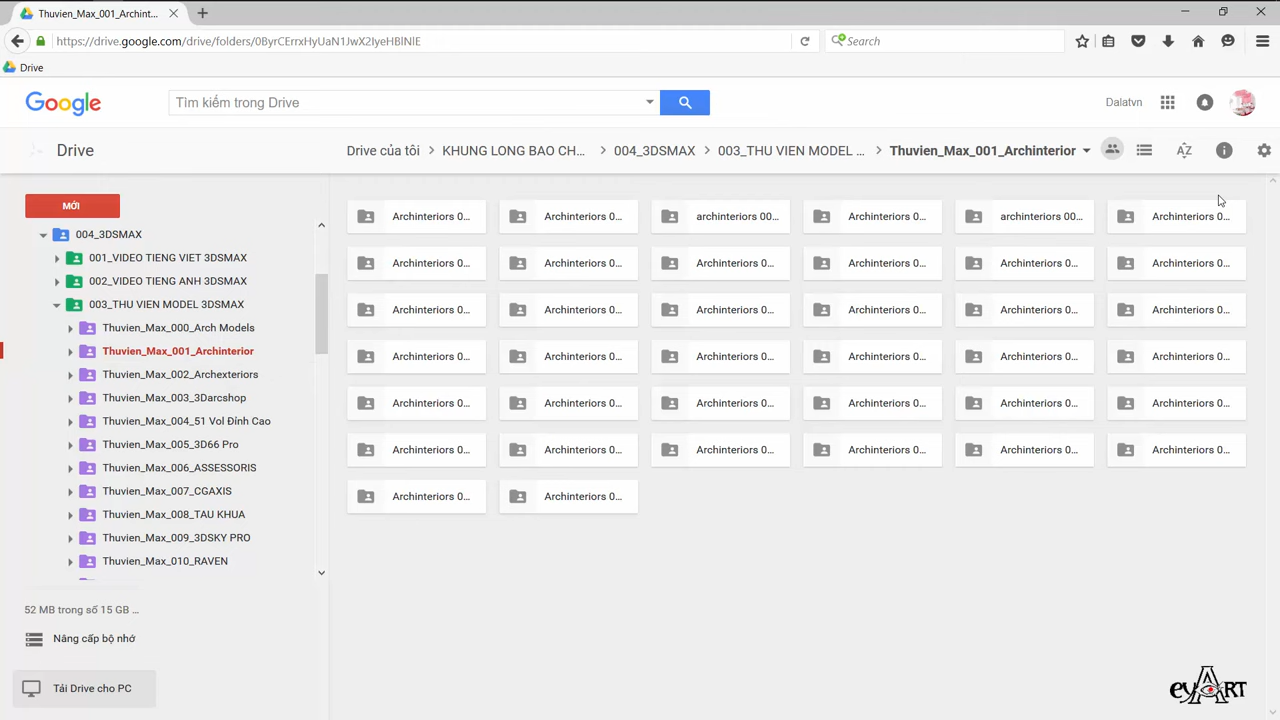 Thuvien_Max_001_Archint...
https://drive.google.com/drive/folders/0ByrCErrxHyUaN1JwX2IyeHBlNlE
Search
Drive
Google
Tìm kiếm trong Drive
Dalatvn
Drive
Drive của tôi
KHUNG LONG BAO CH...
004_3DSMAX
003_THU VIEN MODEL ...
Thuvien_Max_001_Archinterior
AZ
MỚI
004_3DSMAX
001_VIDEO TIENG VIET 3DSMAX
002_VIDEO TIENG ANH 3DSMAX
003_THU VIEN MODEL 3DSMAX
Thuvien_Max_000_Arch Models
Thuvien_Max_001_Archinterior
Thuvien_Max_002_Archexteriors
Thuvien_Max_003_3Darcshop
Thuvien_Max_004_51 Vol Đỉnh Cao
Thuvien_Max_005_3D66 Pro
Thuvien_Max_006_ASSESSORIS
Thuvien_Max_007_CGAXIS
Thuvien_Max_008_TAU KHUA
Thuvien_Max_009_3DSKY PRO
Thuvien_Max_010_RAVEN
52 MB trong số 15 GB ...
Nâng cấp bộ nhớ
Tải Drive cho PC
Archinteriors 0... Archinteriors 0... archinteriors 00... Archinteriors 0... archinteriors 00... Archinteriors 0...
Archinteriors 0... Archinteriors 0... Archinteriors 0... Archinteriors 0... Archinteriors 0... Archinteriors 0...
Archinteriors 0... Archinteriors 0... Archinteriors 0... Archinteriors 0... Archinteriors 0... Archinteriors 0...
Archinteriors 0... Archinteriors 0... Archinteriors 0... Archinteriors 0... Archinteriors 0... Archinteriors 0...
Archinteriors 0... Archinteriors 0... Archinteriors 0... Archinteriors 0... Archinteriors 0... Archinteriors 0...
Archinteriors 0... Archinteriors 0... Archinteriors 0... Archinteriors 0... Archinteriors 0... Archinteriors 0...
Archinteriors 0... Archinteriors 0...
eyART